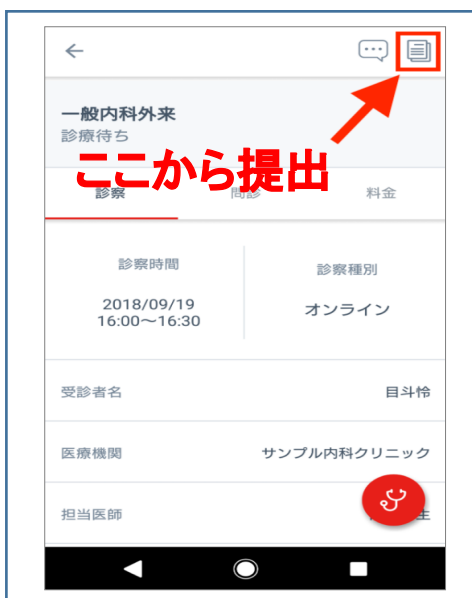 一般内科外来
診療待ち
ここから提出
診察 問診 料金
診察時間 診察種別
2018/09/19
16:00〜16:30
オンライン
受診者名 目斗怜
医療機関 サンプル内科クリニック
担当医師 生